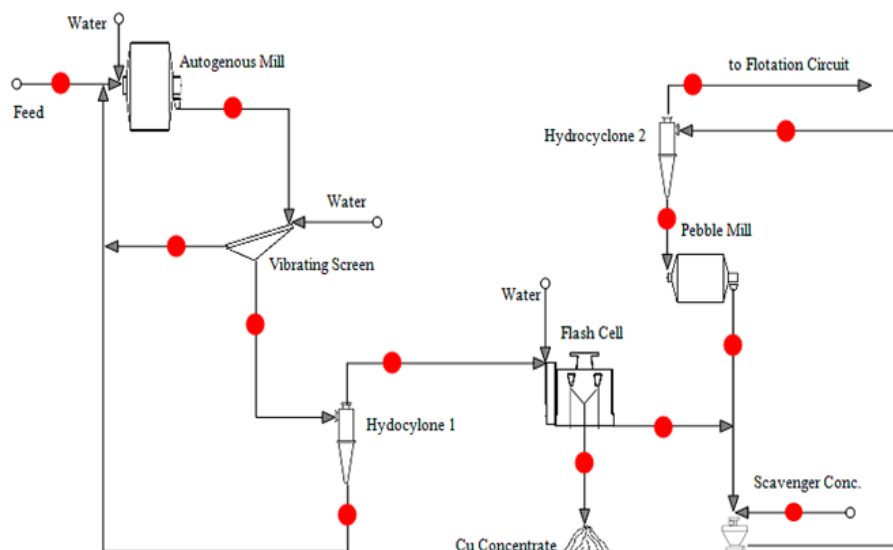 Water
Autogenous Mill
to Flotation Circuit
Feed
Hydrocyclone 2
Water
Pebble Mill
Vibrating Screen
Water
Flash Cell
Hydocylone 1
Scavenger Conc.
Cu Concentrate